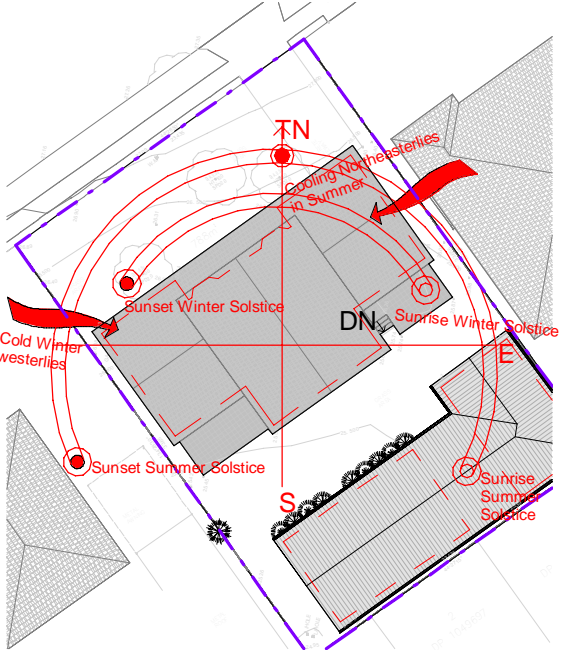 TN
Cooling Northeasterlies
in Summer
Sunset Winter Solstice
DN
Sunrise Winter Solstice
Cold Winter
westerlies
E
Sunset Summer Solstice
Sunrise
Summer
Solstice
S